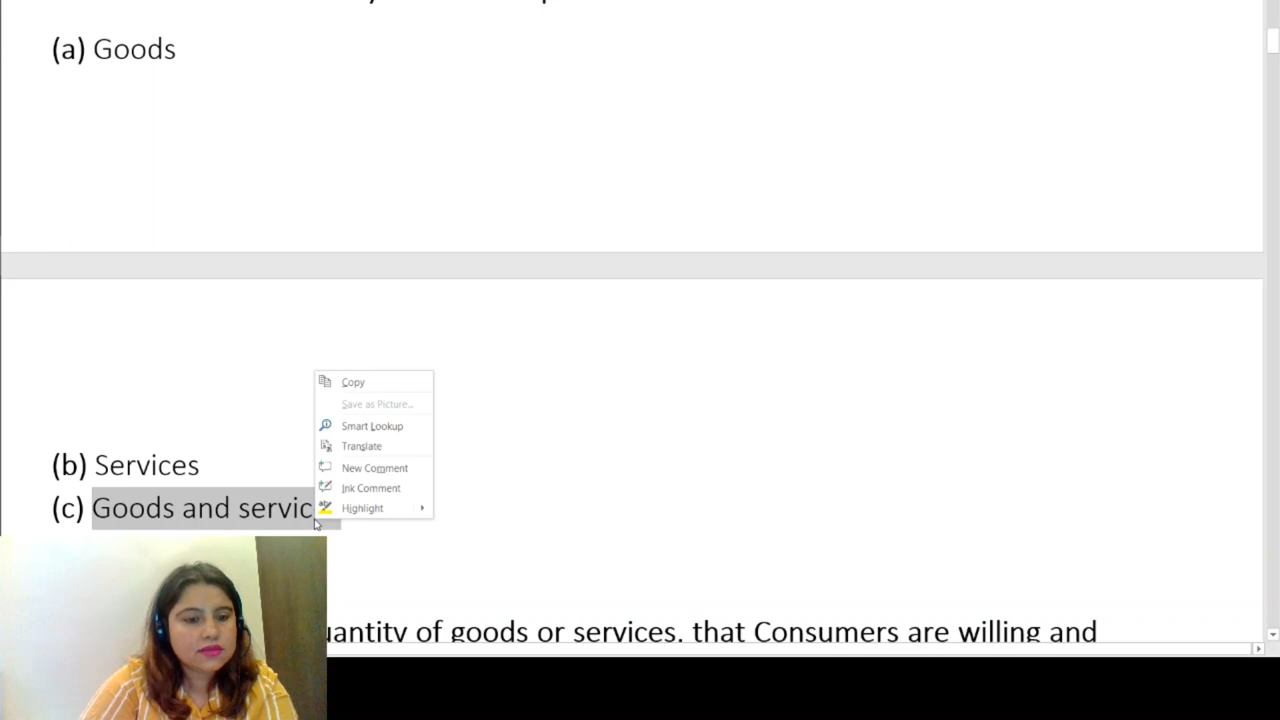 (a) Goods
Copy
Save as Picture...
Smart Lookup
Translate
New Comment
Ink Comment
Highlight
(b) Services
(c) Goods and servic
of goods or services, that Consumers are willing and